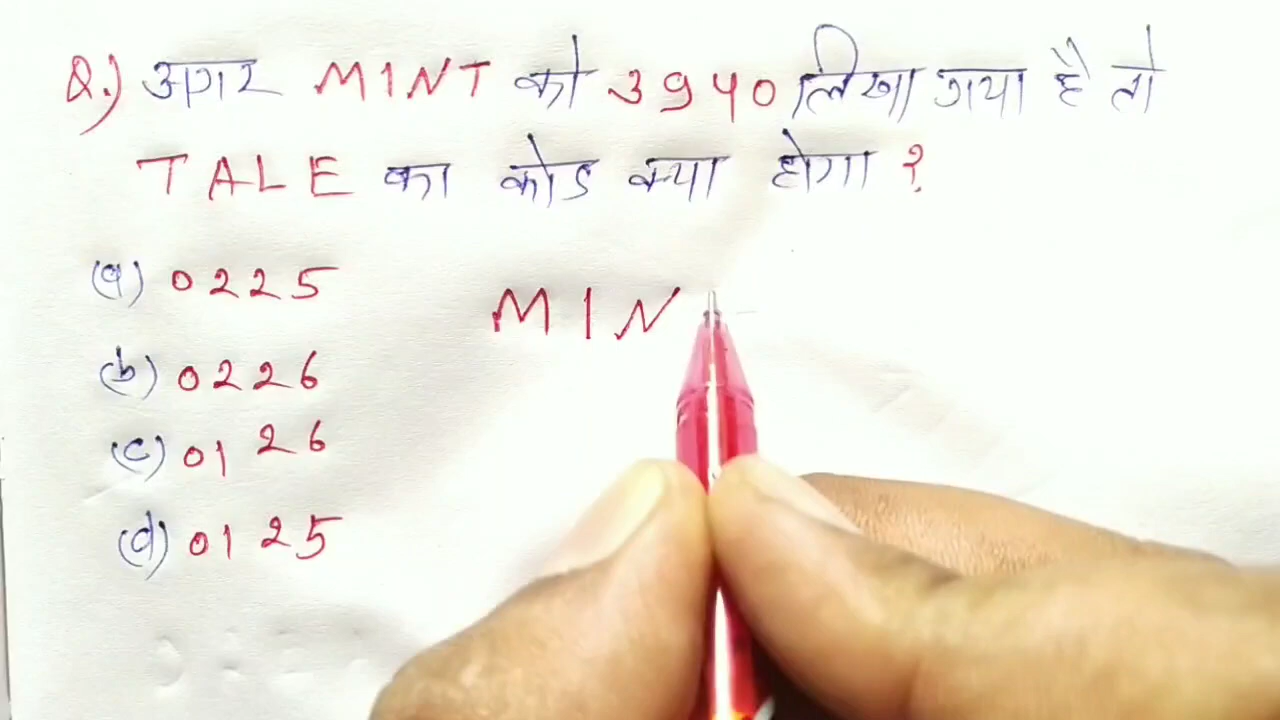 Q.) अगर MINT को 3940 लिखा गया है तो
TALE का कोड क्या होगा ?
(a) 0225
(b) 0226
(c) 0126
(d) 0125
MIN